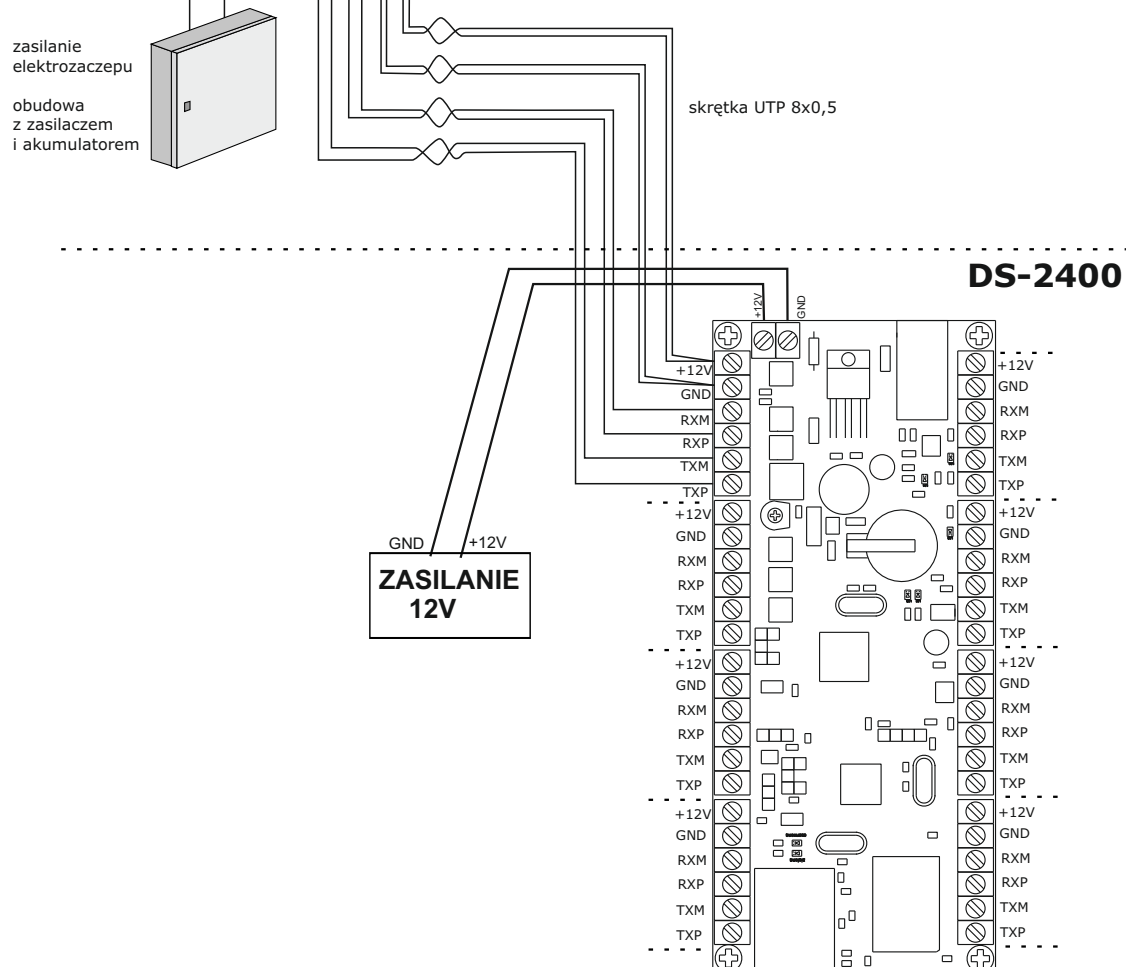 zasilanie
elektrozaczepu
obudowa
z zasilaczem
i akumulatorem
skrętka UTP 8x0,5
DS-2400
+12V
GND
+12V
GND
RXM
RXP
TXM
TXP
+12V
GND
RXM
RXP
TXM
TXP
+12V
GND
RXM
RXP
TXM
TXP
+12V
GND
RXM
RXP
TXM
TXP
+12V
GND
RXM
RXP
TXM
TXP
+12V
GND
RXM
RXP
TXM
TXP
+12V
GND
RXM
RXP
TXM
TXP
+12V
GND
RXM
RXP
TXM
TXP
GND
+12V
ZASILANIE
12V